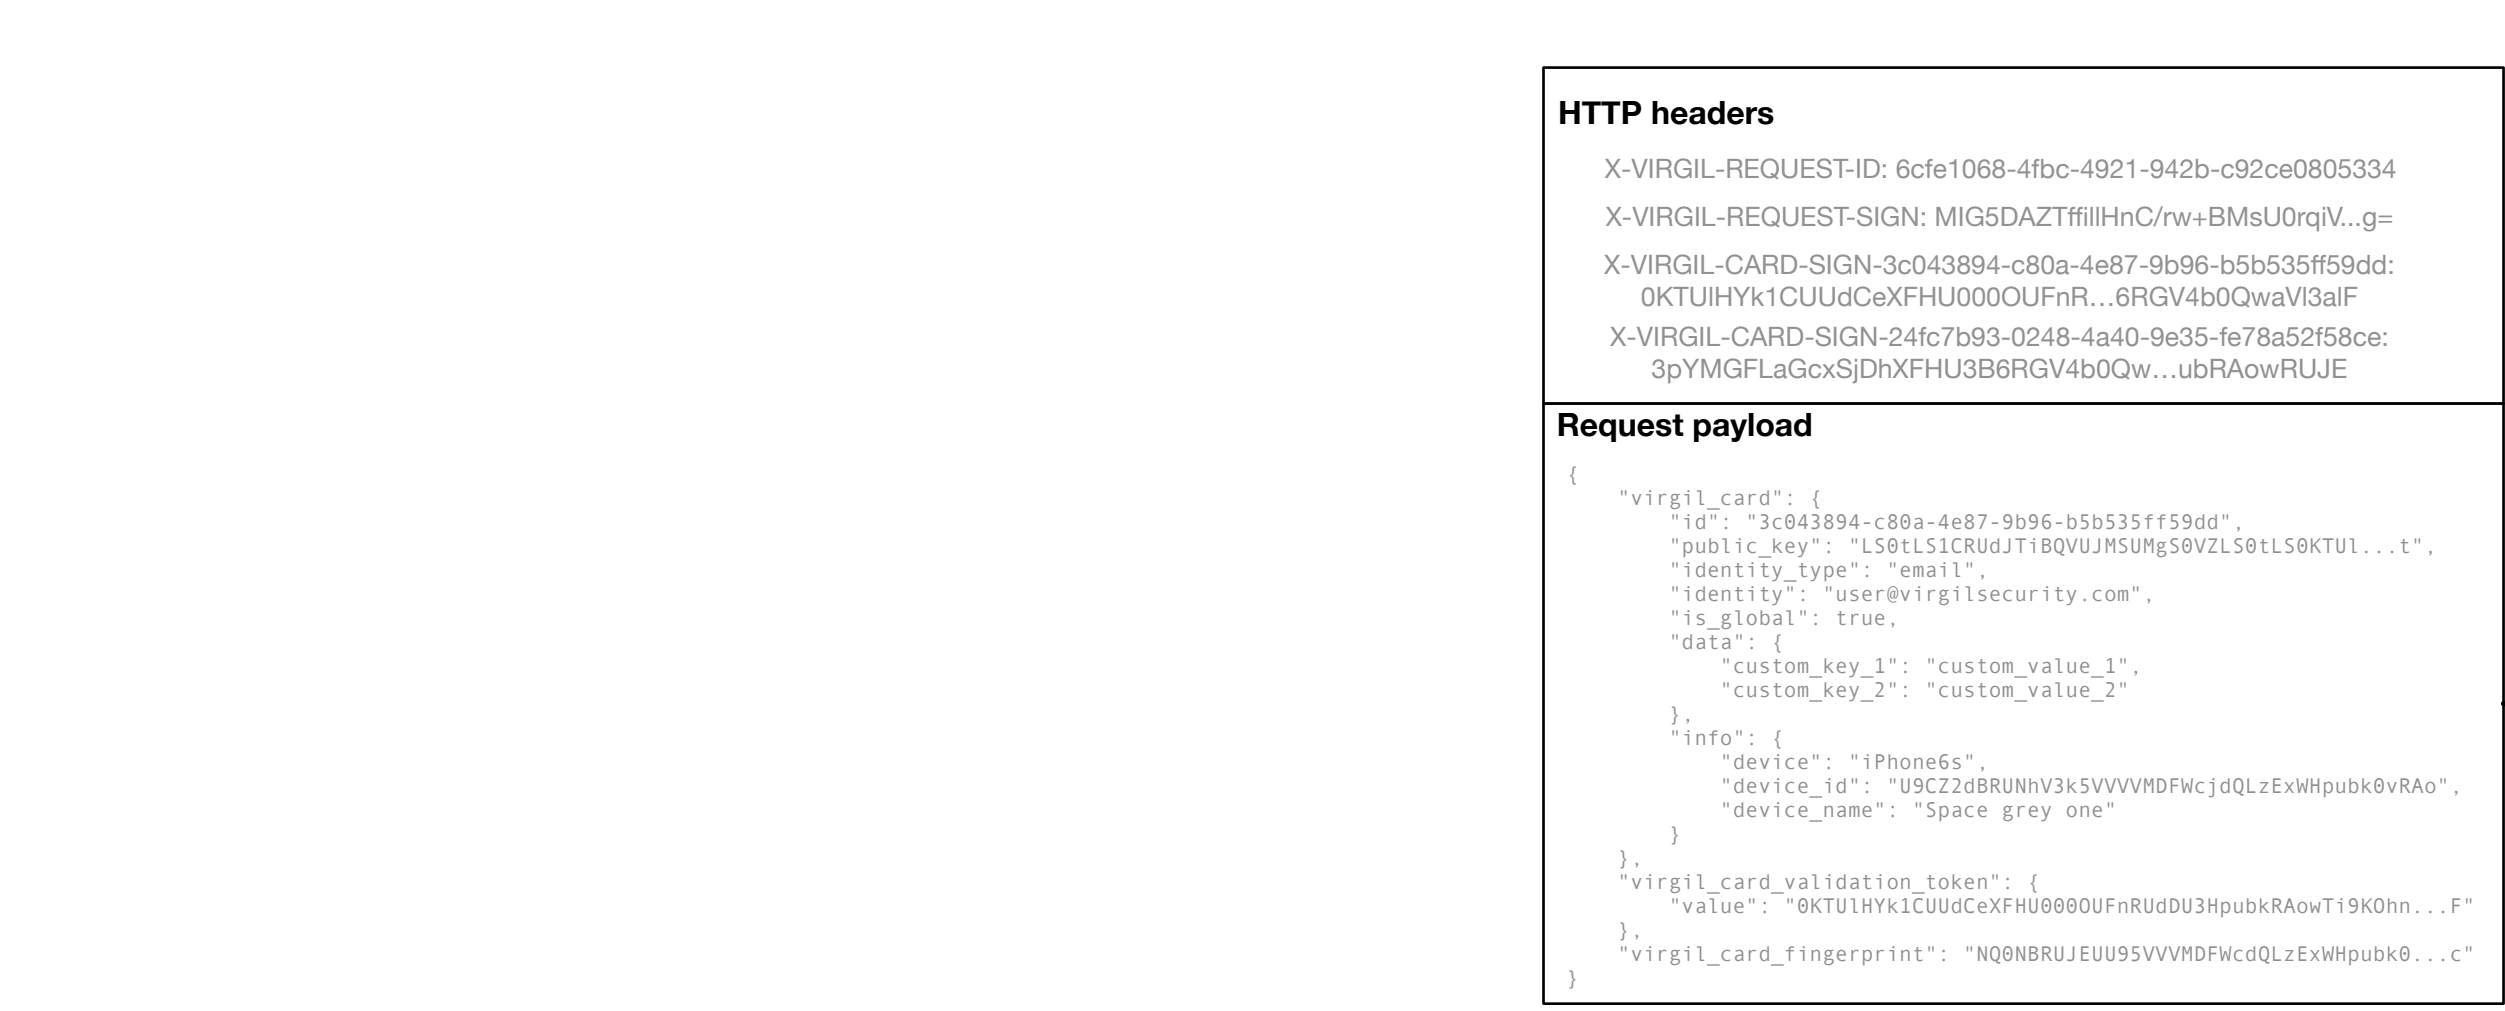 HTTP headers
X-VIRGIL-REQUEST-ID: 6cfe1068-4fbc-4921-942b-c92ce0805334
X-VIRGIL-REQUEST-SIGN: MIG5DAZTffillHnC/rw+BMsU0rqiV...g=
X-VIRGIL-CARD-SIGN-3c043894-c80a-4e87-9b96-b5b535ff59dd:
0KTUlHYk1CUUdCeXFHU000OUFnR…6RGV4b0QwaVl3alF
X-VIRGIL-CARD-SIGN-24fc7b93-0248-4a40-9e35-fe78a52f58ce:
3pYMGFLaGcxSjDhXFHU3B6RGV4b0Qw…ubRAowRUJE
Request payload
{
"virgil_card": {
"id": "3c043894-c80a-4e87-9b96-b5b535ff59dd",
"public_key": "LS0tLS1CRUdJTiBQVUJMSUMgS0VZLS0tLS0KTUl...t",
"identity_type": "email",
"identity": "user@virgilsecurity.com",
"is_global": true,
"data": {
"custom_key_1": "custom_value_1",
"custom_key_2": "custom_value_2"
},
"info": {
"device": "iPhone6s",
"device_id": "U9CZ2dBRUNhV3k5VVVVMDFWcjdQLzExWHpubk0vRAo",
"device_name": "Space grey one"
}
},
"virgil_card_validation_token": {
"value": "0KTUlHYk1CUUdCeXFHU000OUFnRUdDU3HpubkRAowTi9KOhn...F"
},
"virgil_card_fingerprint": "NQ0NBRUJEUU95VVVMDFWcdQLzExWHpubk0...c"
}